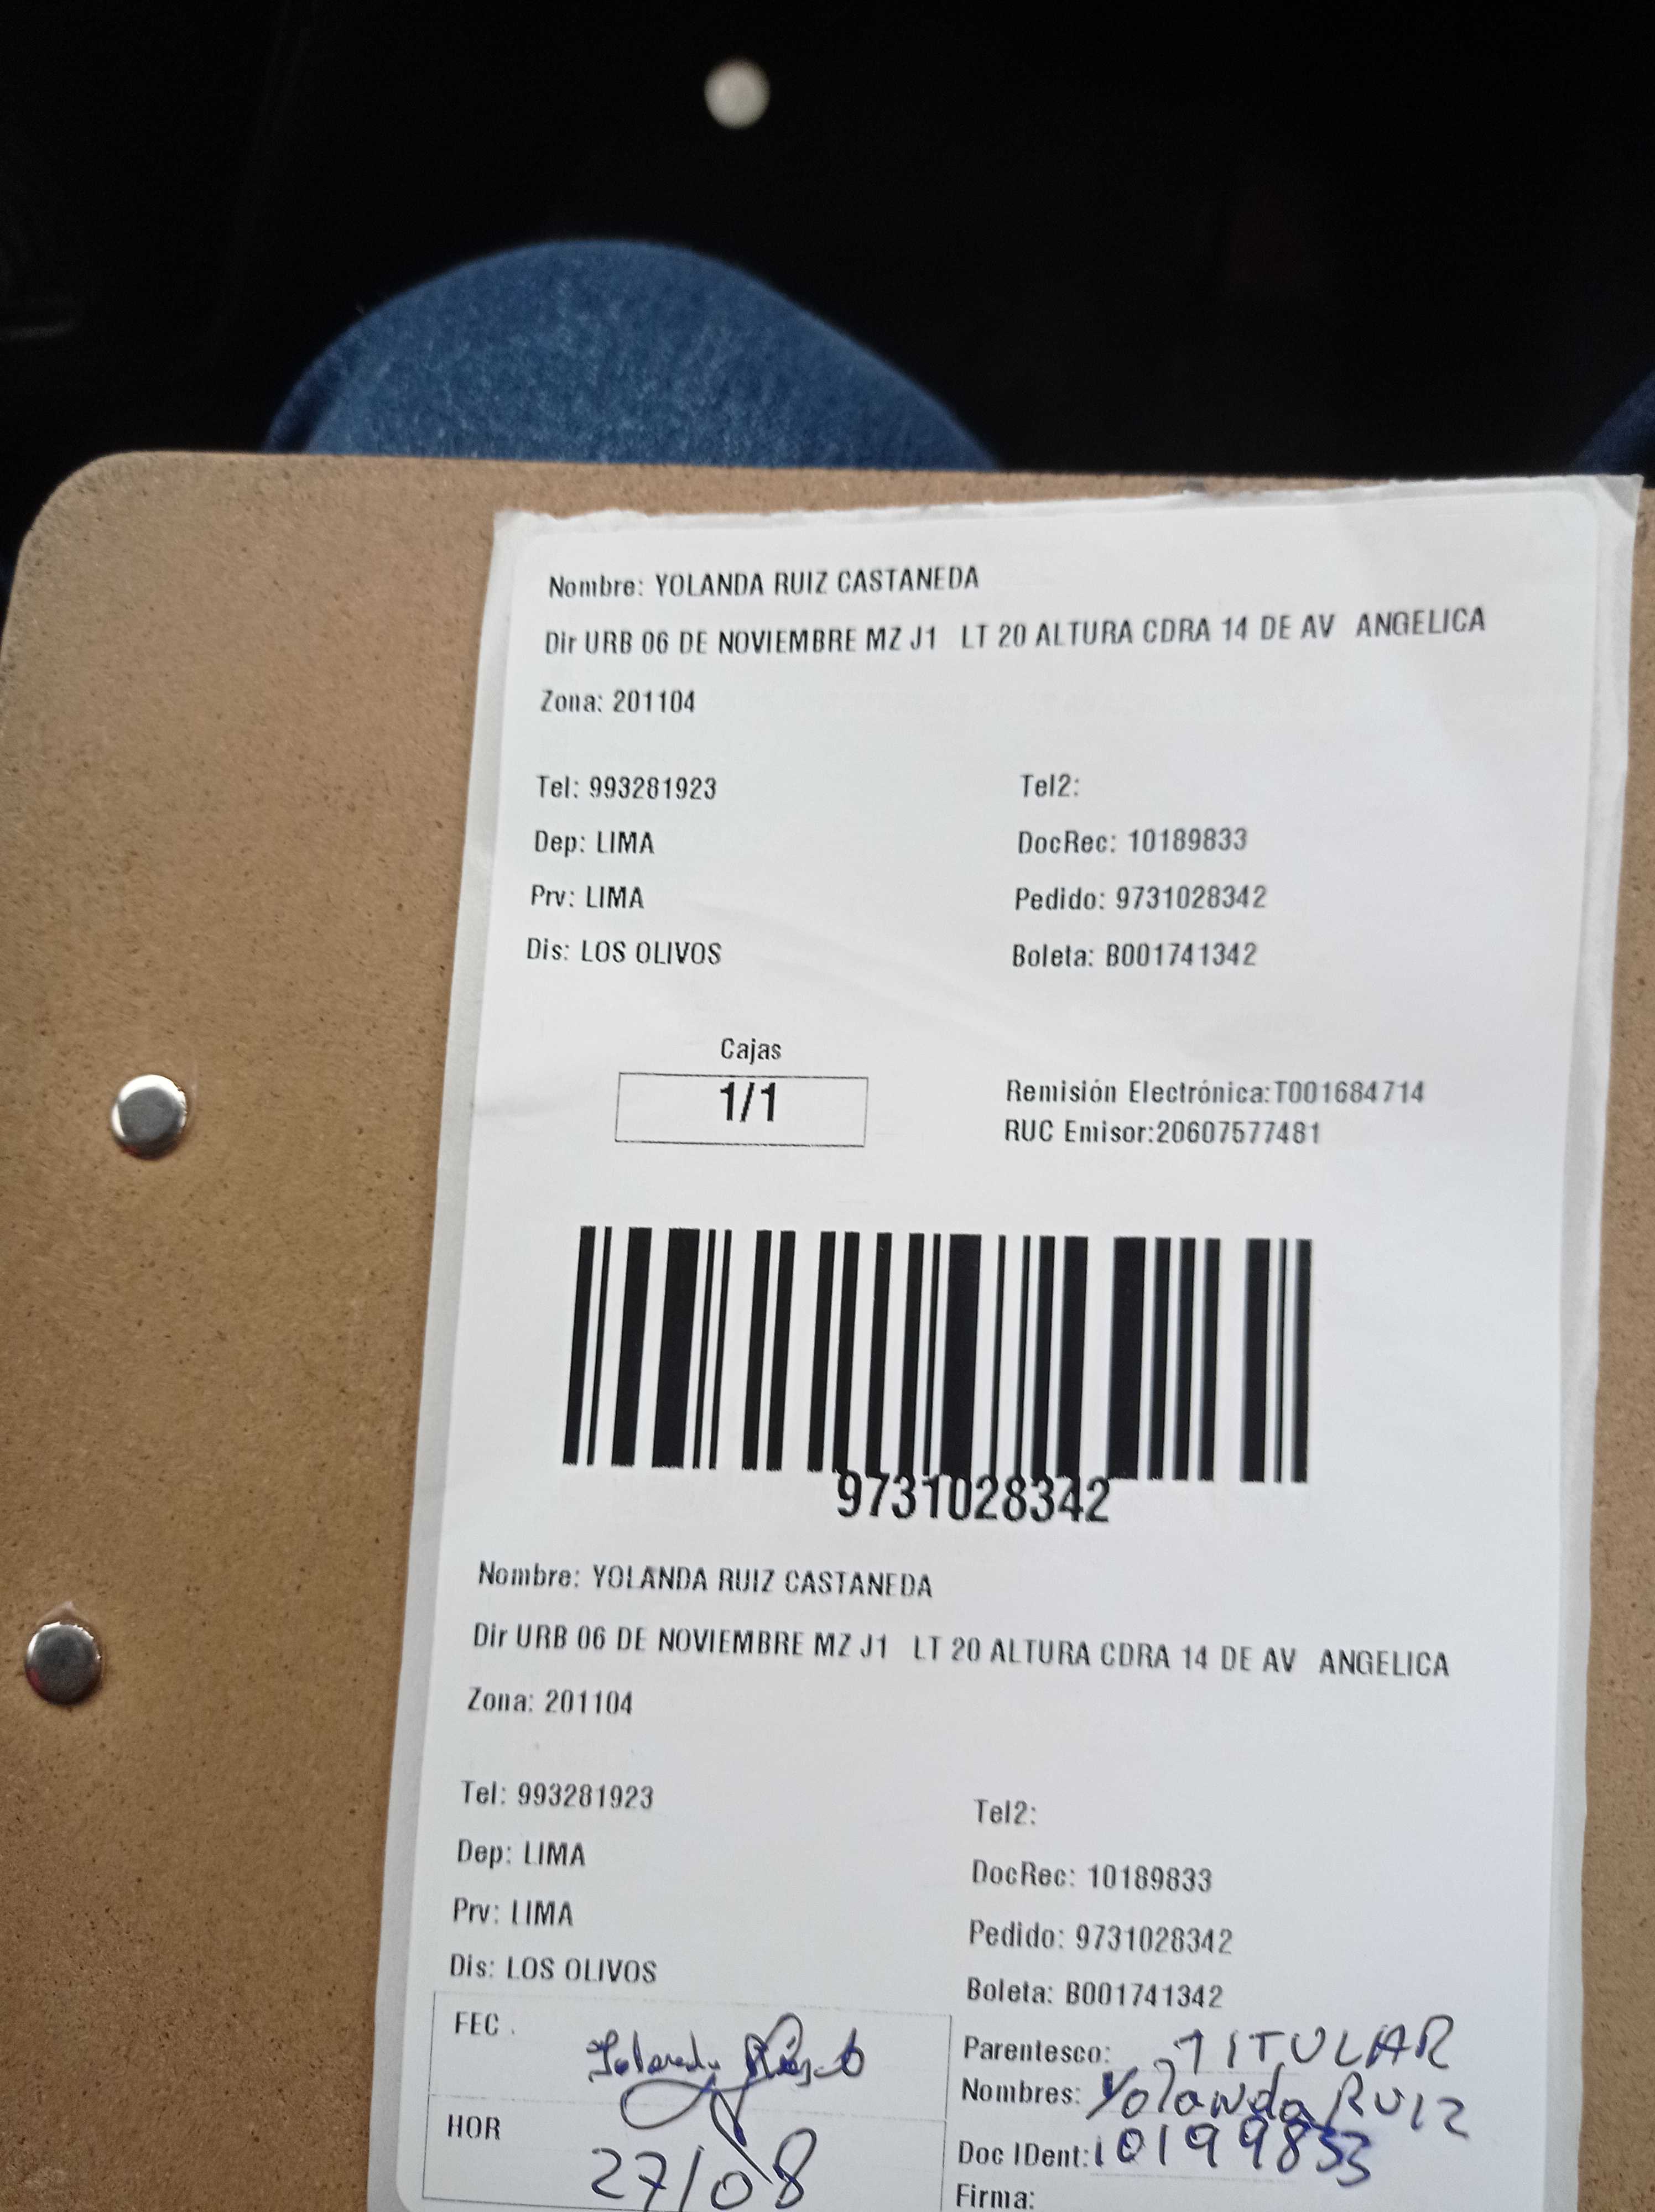 Nombre: YOLANDA RUIZ CASTANEDA
Dir URB 06 DE NOVIEMBRE MZ J1 LT 20 ALTURA CDRA 14 DE AV ANGELICA
Zona: 201104
Tel: 993281923 Tel2:
Dep: LIMA DocRec: 10189833
Prv: LIMA Pedido: 9731028342
Dis: LOS OLIVOS Boleta: B001741342
Cajas
1/1
Remisión Electrónica:T001684714
RUC Emisor:20607577481
9731028342
Nombre: YOLANDA RUIZ CASTANEDA
Dir URB 06 DE NOVIEMBRE MZ J1 LT 20 ALTURA CDRA 14 DE AV ANGELICA
Zona: 201104
Tel: 993281923 Tel2:
Dep: LIMA DocRec: 10189833
Prv: LIMA Pedido: 9731028342
Dis: LOS OLIVOS Boleta: B001741342
FEC. Parentesco: TITULAR
Nombres: Yolanda RUIZ
HOR 27/08 Doc IDent:
Firma: